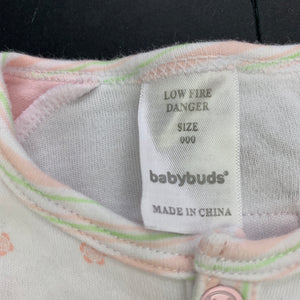 LOW FIRE
DANGER
SIZE
000
babybuds®
MADE IN CHINA